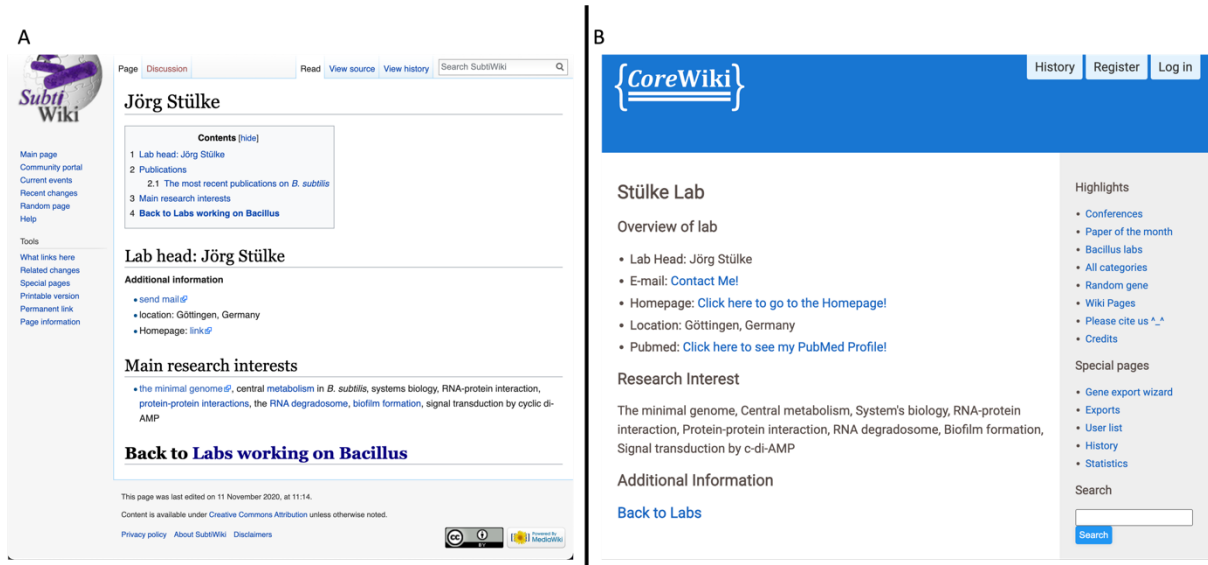 A
Subti
Wiki
Main page
Community portal
Current events
Recent changes
Random page
Help
Tools
What links here
Related changes
Special pages
Printable version
Permanent link
Page information
Page Discussion Read View source View history Search SubtiWiki
Jörg Stülke
Contents [hide]
1 Lab head: Jörg Stülke
2 Publications
2.1 The most recent publications on B. subtilis
3 Main research interests
4 Back to Labs working on Bacillus
Lab head: Jörg Stülke
Additional information
• send mail
• location: Göttingen, Germany
• Homepage: link
Main research interests
• the minimal genome, central metabolism in B. subtilis, systems biology, RNA-protein interaction,
protein-protein interactions, the RNA degradosome, biofilm formation, signal transduction by cyclic di-
AMP
Back to Labs working on Bacillus
This page was last edited on 11 November 2020, at 11:14.
Content is available under Creative Commons Attribution unless otherwise noted.
Privacy policy About SubtiWiki Disclaimers
cc BY
Powered By
MediaWiki
B
{CoreWiki}
History Register Log in
Stülke Lab
Overview of lab
• Lab Head: Jörg Stülke
• E-mail: Contact Me!
• Homepage: Click here to go to the Homepage!
• Location: Göttingen, Germany
• Pubmed: Click here to see my PubMed Profile!
Research Interest
The minimal genome, Central metabolism, System's biology, RNA-protein
interaction, Protein-protein interaction, RNA degradosome, Biofilm formation,
Signal transduction by c-di-AMP
Additional Information
Back to Labs
Highlights
• Conferences
• Paper of the month
• Bacillus labs
• All categories
• Random gene
• Wiki Pages
• Please cite us ^_^
• Credits
Special pages
• Gene export wizard
• Exports
• User list
• History
• Statistics
Search
Search